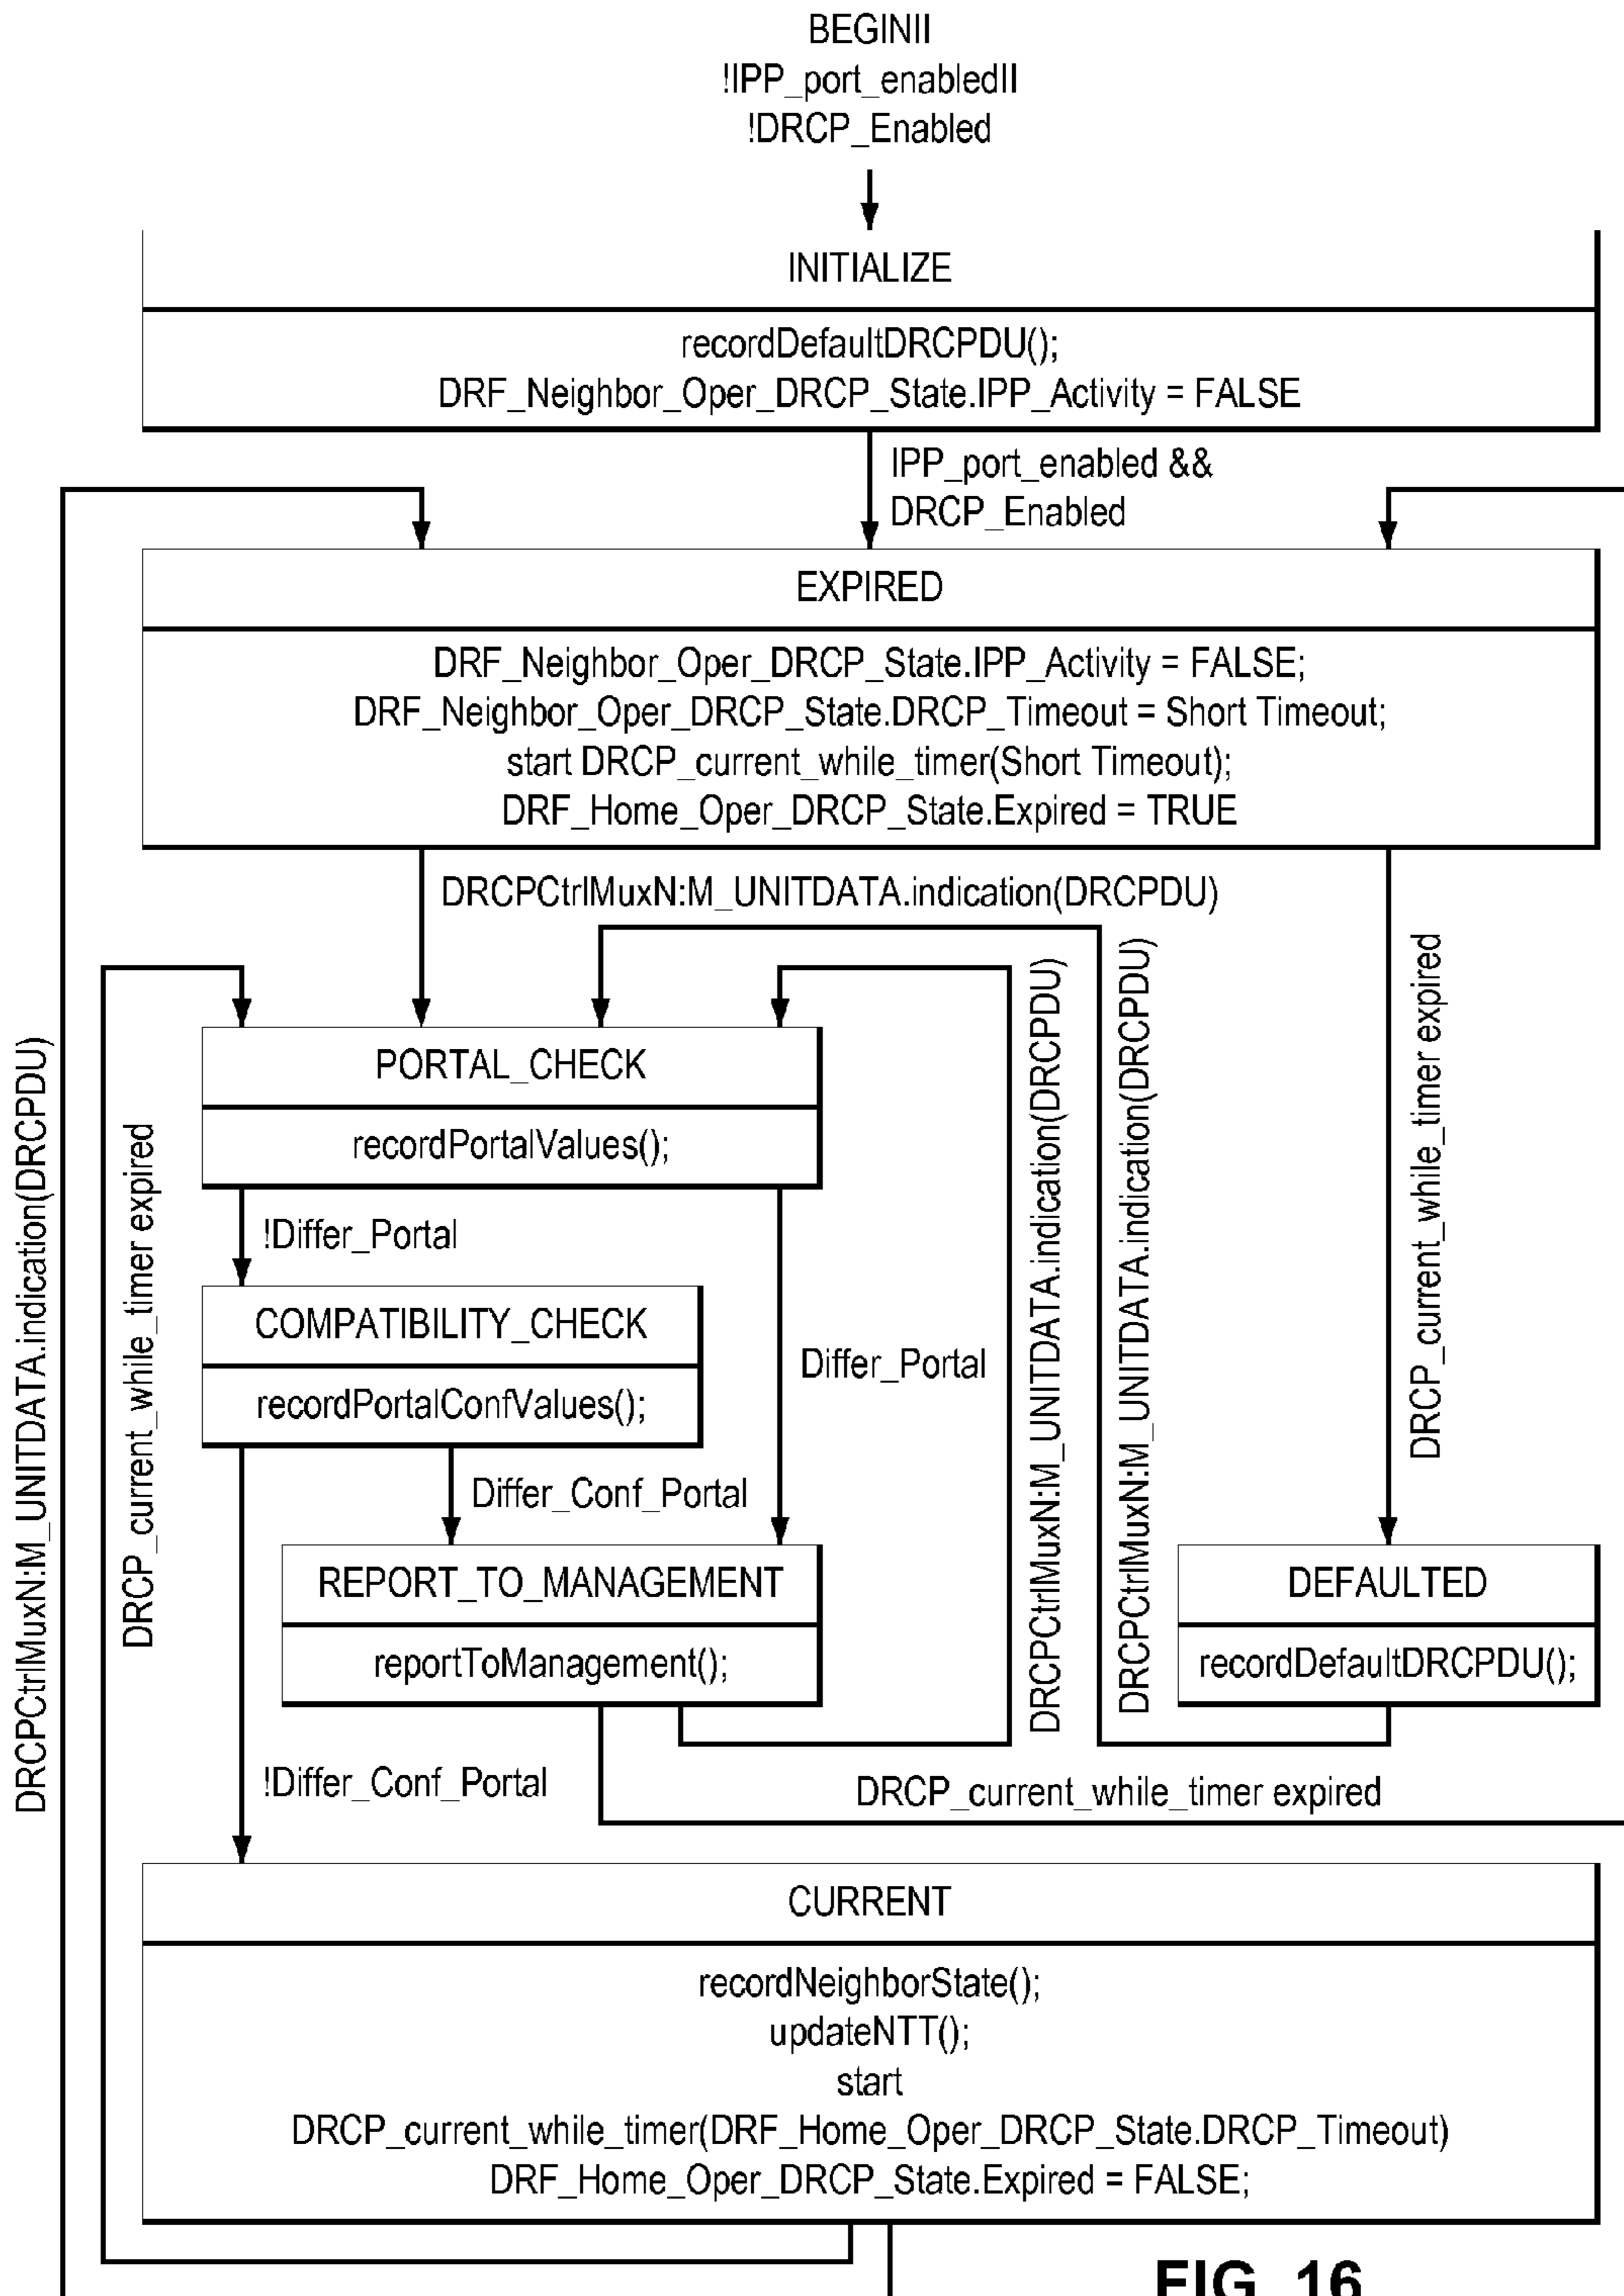 BEGINII
!IPP_port_enabledII
!DRCP_Enabled
INITIALIZE
recordDefaultDRCPDU();
DRF_Neighbor_Oper_DRCP_State.IPP_Activity = FALSE
IPP_port_enabled &&
DRCP_Enabled
EXPIRED
DRF_Neighbor_Oper_DRCP_State.IPP_Activity = FALSE;
DRF_Neighbor_Oper_DRCP_State.DRCP_Timeout = Short Timeout;
start DRCP_current_while_timer(Short Timeout);
DRF_Home_Oper_DRCP_State.Expired = TRUE
DRCPCtrlMuxN:M_UNITDATA.indication(DRCPDU)
DRCPCtrlMuxN:M_UNITDATA.indication(DRCPDU)
DRCP_current_while_timer expired
PORTAL_CHECK
recordPortalValues();
!Differ_Portal
COMPATIBILITY_CHECK
recordPortalConfValues();
Differ_Portal
Differ_Conf_Portal
REPORT_TO_MANAGEMENT
reportToManagement();
DRCPCtrlMuxN:M_UNITDATA.indication(DRCPDU)
DRCPCtrlMuxN:M_UNITDATA.indication(DRCPDU)
DRCP_current_while_timer expired
DEFAULTED
recordDefaultDRCPDU();
!Differ_Conf_Portal
DRCP_current_while_timer expired
CURRENT
recordNeighborState();
updateNTT();
start
DRCP_current_while_timer(DRF_Home_Oper_DRCP_State.DRCP_Timeout)
DRF_Home_Oper_DRCP_State.Expired = FALSE;
FIG. 16